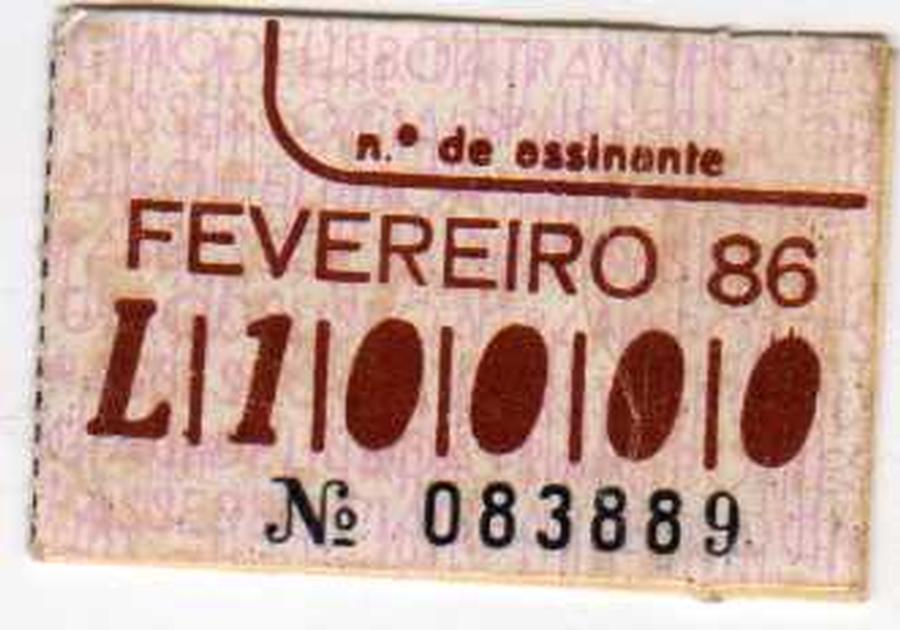 n.º de assinante
FEVEREIRO 86
L|1|0|0|0|0
Nº 083889